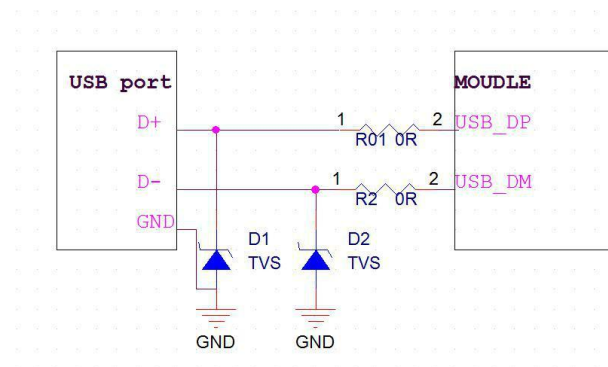 USB port
MOUDLE
D+
1
2
USB_DP
R01 0R
D-
1
2
USB_DM
R2 0R
GND
D1
TVS
D2
TVS
GND
GND